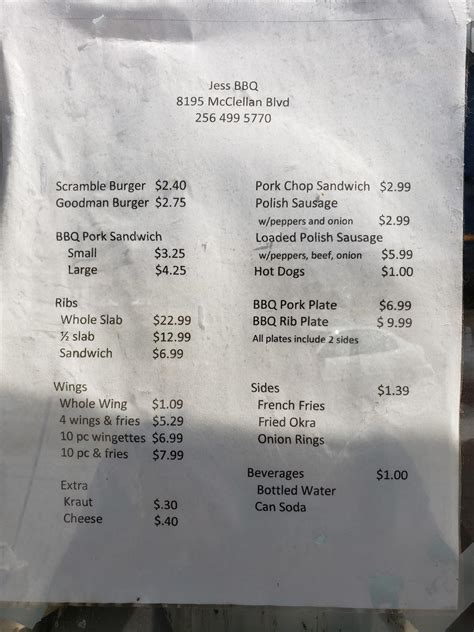 Jess BBQ
8195 McClellan Blvd
256 499 5770
Scramble Burger $2.40
Goodman Burger $2.75
BBQ Pork Sandwich
Small $3.25
Large $4.25
Ribs
Whole Slab $22.99
½ slab $12.99
Sandwich $6.99
Wings
Whole Wing $1.09
4 wings & fries $5.29
10 pc wingettes $6.99
10 pc & fries $7.99
Extra
Kraut $.30
Cheese $.40
Pork Chop Sandwich $2.99
Polish Sausage
w/peppers and onion $2.99
Loaded Polish Sausage
w/peppers, beef, onion $5.99
Hot Dogs $1.00
BBQ Pork Plate $6.99
BBQ Rib Plate $ 9.99
All plates include 2 sides
Sides $1.39
French Fries
Fried Okra
Onion Rings
Beverages $1.00
Bottled Water
Can Soda